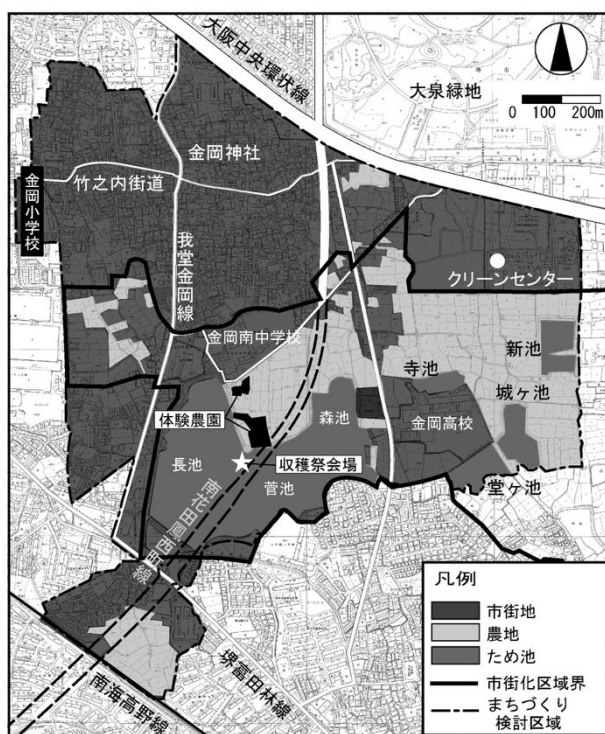 大阪中央環状線
大泉緑地
0 100 200m
金岡神社
竹之内街道
金岡小学校
我堂金岡線
クリーンセンター
金岡南中学校
新池
寺池
城ヶ池
体験農園
森池
金岡高校
長池
収穫祭会場
菅池
堂ヶ池
南花田鳳西町線
堺富田林線
南海高野線
凡例
市街地
農地
ため池
市街化区域界
まちづくり
検討区域